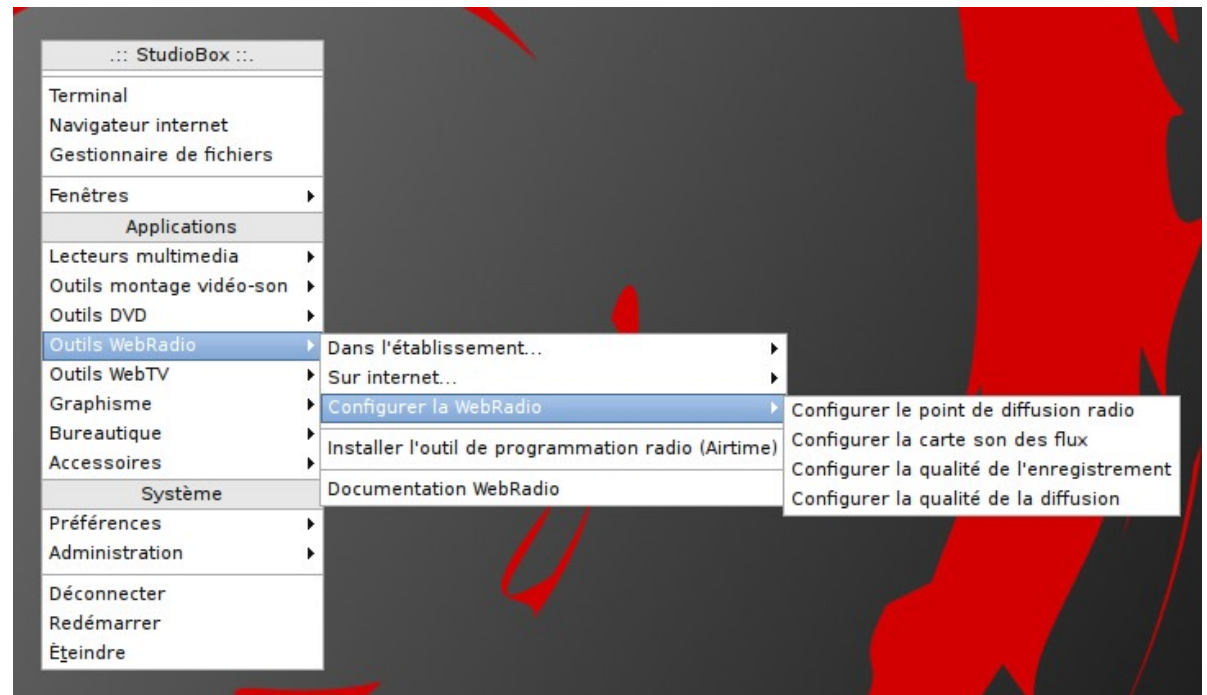 .:: StudioBox ::.
Terminal
Navigateur internet
Gestionnaire de fichiers
Fenêtres
Applications
Lecteurs multimedia
Outils montage vidéo-son
Outils DVD
Outils WebRadio
Outils WebTV
Graphisme
Bureautique
Accessoires
Système
Préférences
Administration
Déconnecter
Redémarrer
Èteindre
Dans l'établissement...
Sur internet...
Configurer la WebRadio
Installer l'outil de programmation radio (Airtime)
Documentation WebRadio
Configurer le point de diffusion radio
Configurer la carte son des flux
Configurer la qualité de l'enregistrement
Configurer la qualité de la diffusion